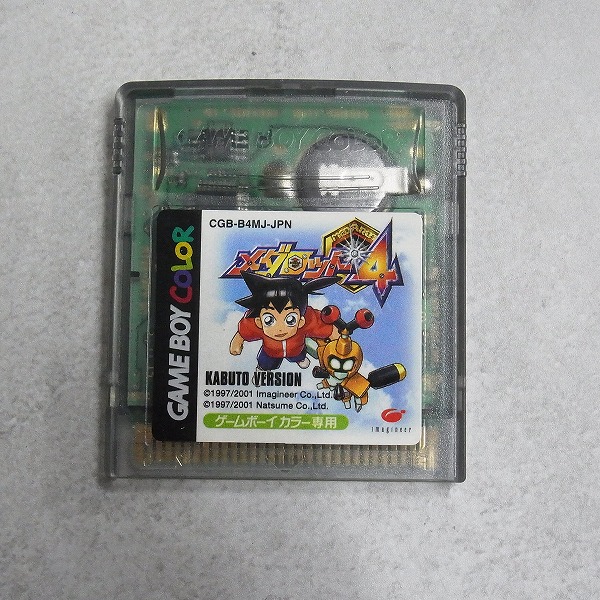 GAME BOY COLOR
GAME BOY COLOR
CGB-B4MJ-JPN
MEDAROT
メダロット4
KABUTO VERSION
©1997/2001 Imagineer Co.,Ltd.
©1997/2001 Natsume Co.,Ltd.
ゲームボーイカラー専用
imagineer